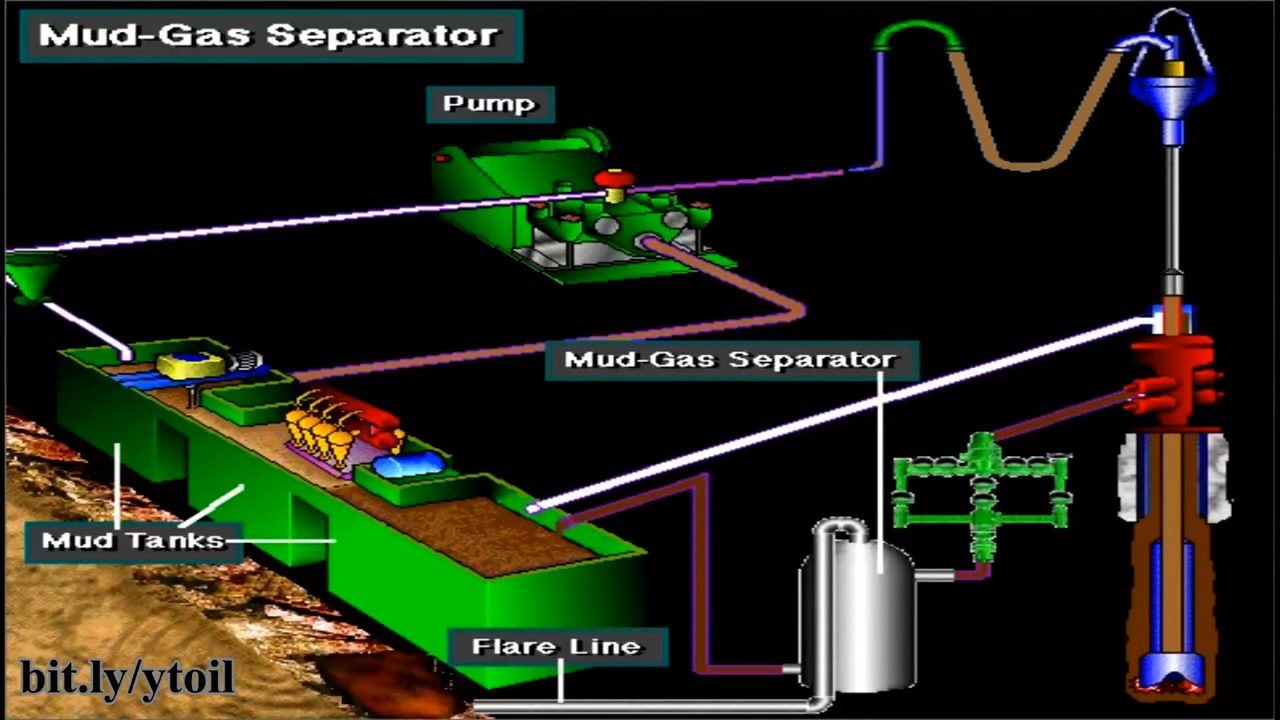 Mud-Gas Separator
Pump
Mud-Gas Separator
Mud Tanks
Flare Line
bit.ly/ytoil